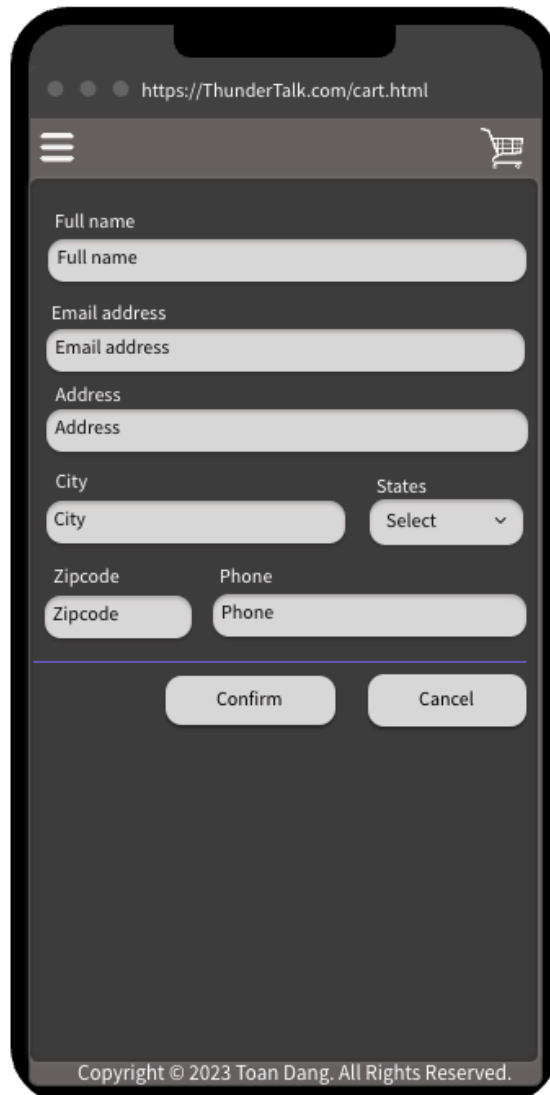 https://ThunderTalk.com/cart.html
Full name
Full name
Email address
Email address
Address
Address
City States
City Select
Zipcode Phone
Zipcode Phone
Confirm Cancel
Copyright © 2023 Toan Dang. All Rights Reserved.